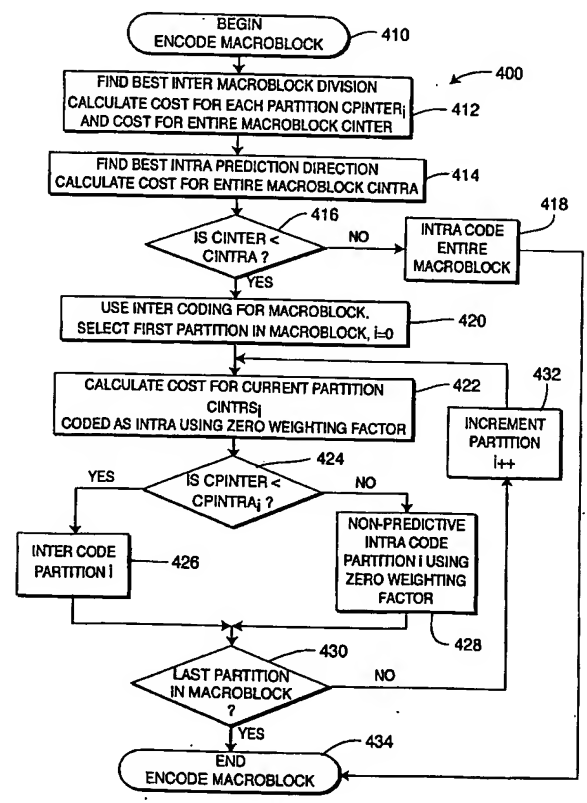 BEGIN
ENCODE MACROBLOCK
410
400
FIND BEST INTER MACROBLOCK DIVISION
CALCULATE COST FOR EACH PARTITION CPINTERi
AND COST FOR ENTIRE MACROBLOCK CINTER
412
FIND BEST INTRA PREDICTION DIRECTION
CALCULATE COST FOR ENTIRE MACROBLOCK CINTRA
414
416
IS CINTER <
CINTRA ?
NO
YES
418
INTRA CODE
ENTIRE
MACROBLOCK
USE INTER CODING FOR MACROBLOCK.
SELECT FIRST PARTITION IN MACROBLOCK, i=0
420
CALCULATE COST FOR CURRENT PARTITION
CINTRSi
CODED AS INTRA USING ZERO WEIGHTING FACTOR
422
432
INCREMENT
PARTITION
i++
424
IS CPINTER <
CPINTRAi ?
YES
NO
INTER CODE
PARTITION i
426
NON-PREDICTIVE
INTRA CODE
PARTITION i USING
ZERO WEIGHTING
FACTOR
428
430
LAST PARTITION
IN MACROBLOCK
?
NO
YES
434
END
ENCODE MACROBLOCK